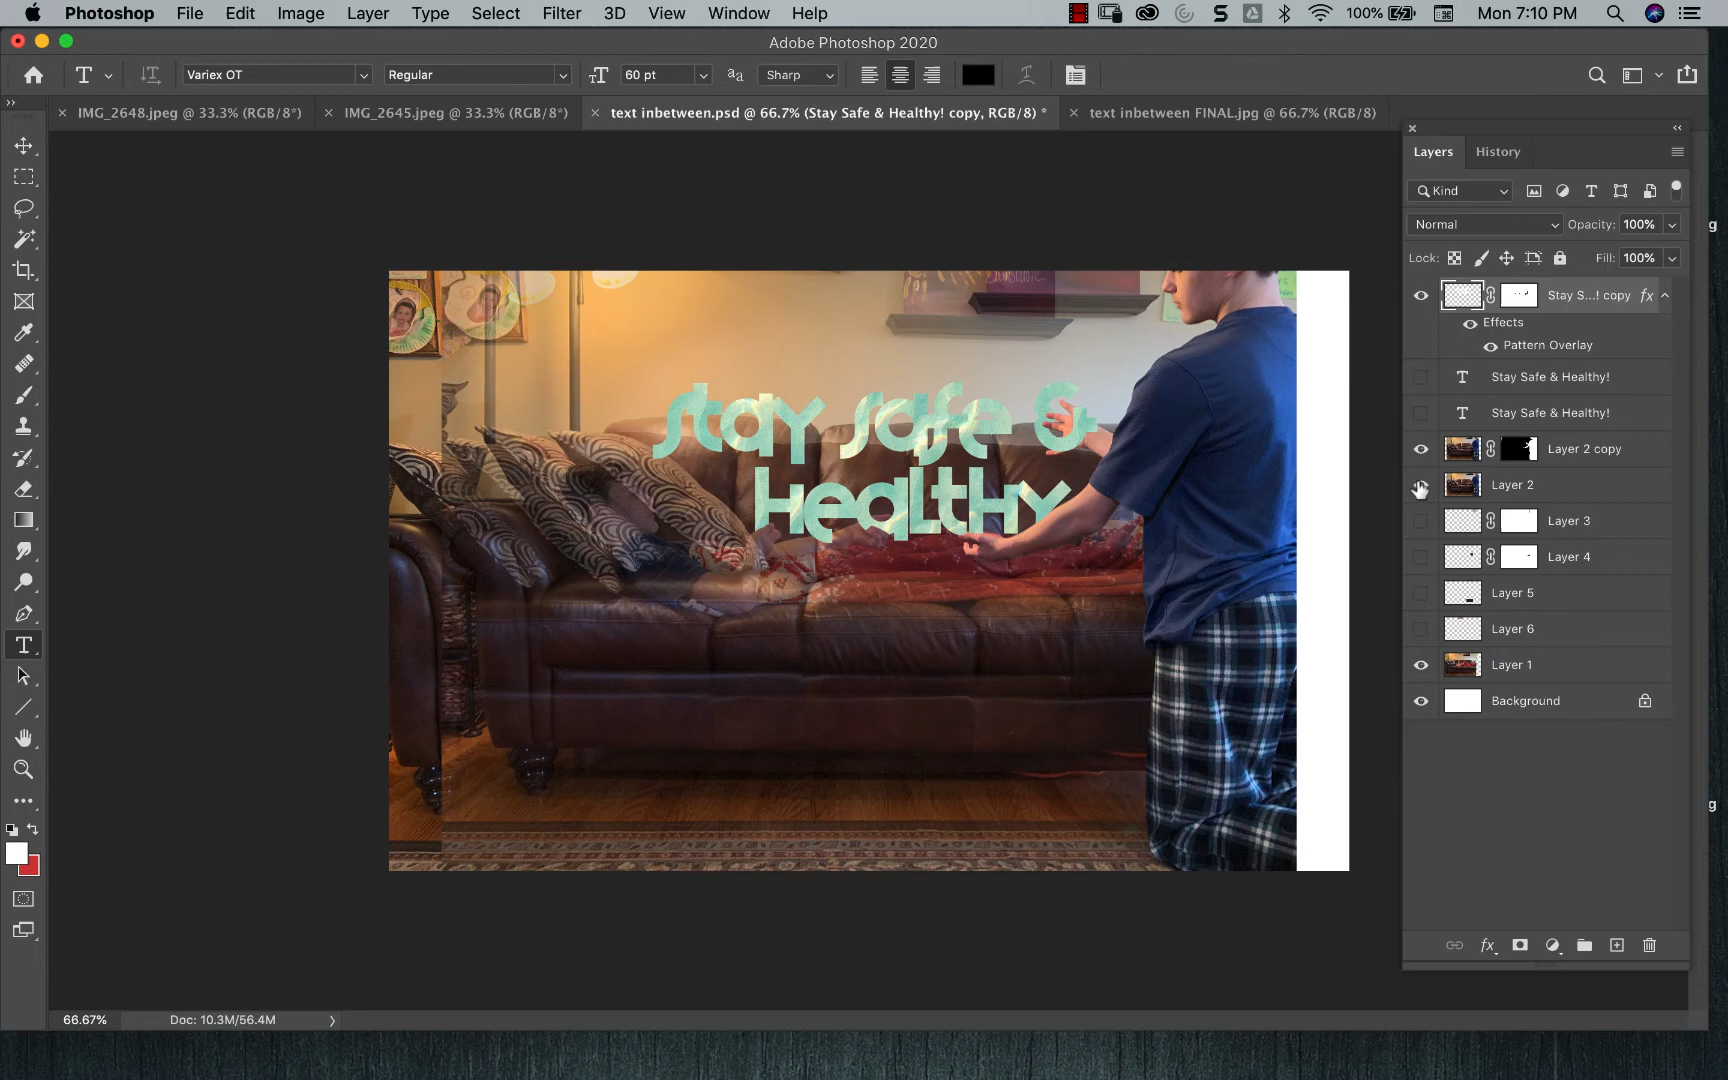 Photoshop File Edit Image Layer Type Select Filter 3D View Window Help 100% Mon 7:10 PM
Adobe Photoshop 2020
Variex OT Regular 60 pt Sharp
IMG_2648.jpeg @ 33.3% (RGB/8*) IMG_2645.jpeg @ 33.3% (RGB/8*) text inbetween.psd @ 66.7% (Stay Safe & Healthy! copy, RGB/8) * text inbetween FINAL.jpg @ 66.7% (RGB/8)
Layers History
Kind
Normal Opacity: 100%
Lock: Fill: 100%
Stay S...! copy fx
Effects
Pattern Overlay
Stay Safe & Healthy!
Stay Safe & Healthy!
Layer 2 copy
Layer 2
Layer 3
Layer 4
Layer 5
Layer 6
Layer 1
Background
stay safe &
Healthy
66.67% Doc: 10.3M/56.4M